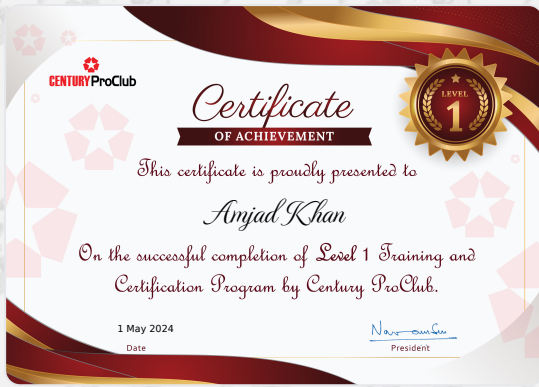 CENTURY ProClub
LEVEL
1
Certificate
OF ACHIEVEMENT
This certificate is proudly presented to
Amjad Khan
On the successful completion of Level 1 Training and
Certification Program by Century ProClub.
1 May 2024
Date
President